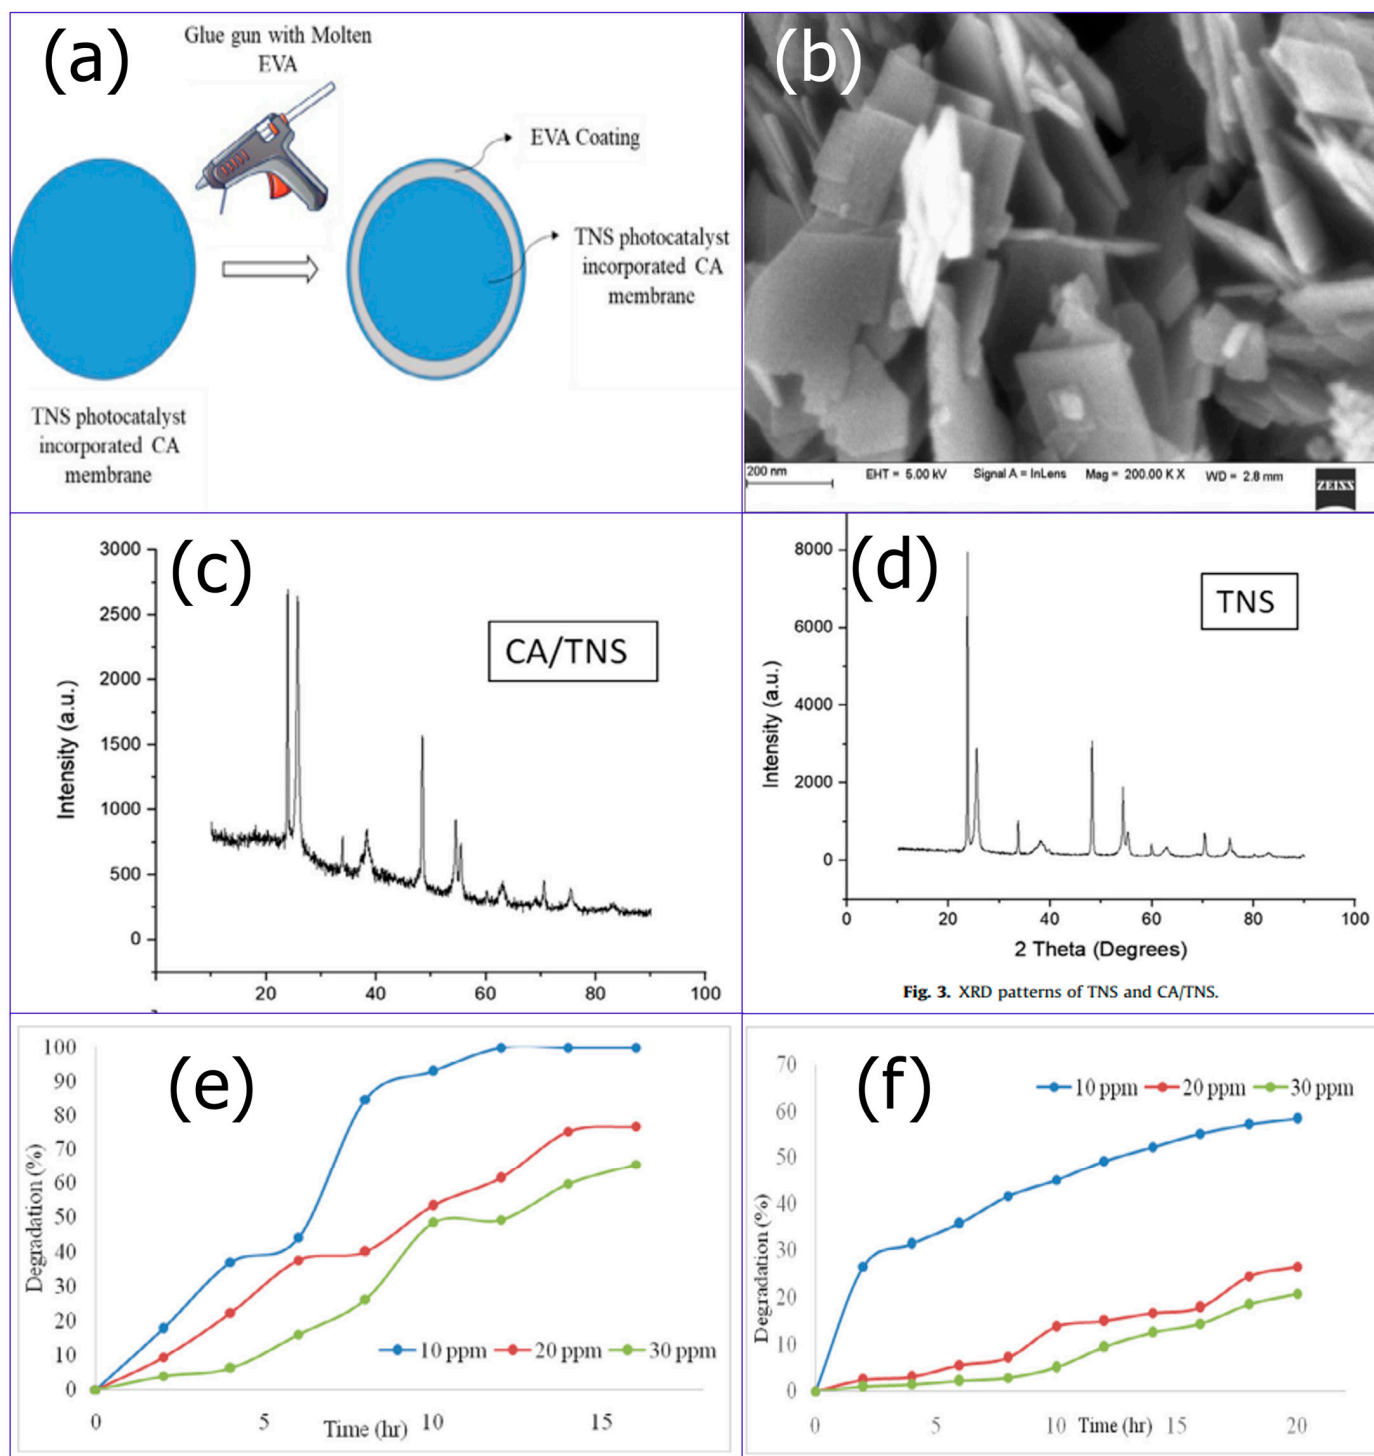 (a)
Glue gun with Molten
EVA
EVA Coating
TNS photocatalyst
incorporated CA
membrane
TNS photocatalyst
incorporated CA
membrane
(b)
200 nm
EHT = 5.00 kV
Signal A = InLens
Mag = 200.00 K X
WD = 2.8 mm
ZEISS
(c)
CA/TNS
Intensity (a.u.)
3000
2500
2000
1500
1000
500
0
20
40
60
80
100
(d)
TNS
Intensity (a.u.)
8000
6000
4000
2000
0
0
20
40
60
80
100
2 Theta (Degrees)
Fig. 3. XRD patterns of TNS and CA/TNS.
(e)
Degradation (%)
100
90
80
70
60
50
40
30
20
10
0
10 ppm
20 ppm
30 ppm
0
5
10
15
Time (hr)
(f)
10 ppm
20 ppm
30 ppm
Degradation (%)
70
60
50
40
30
20
10
0
0
5
10
15
20
Time (hr)